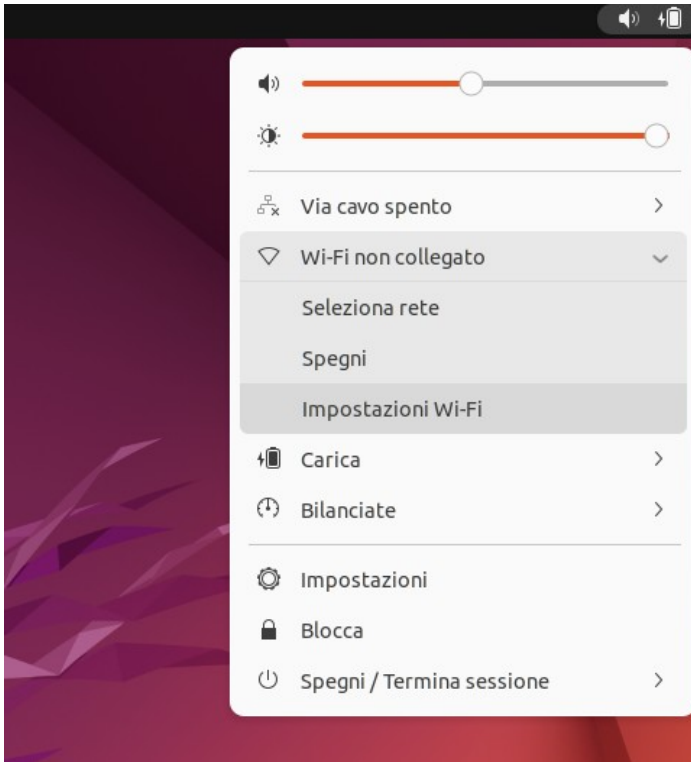 Via cavo spento
Wi-Fi non collegato
Seleziona rete
Spegni
Impostazioni Wi-Fi
Carica
Bilanciate
Impostazioni
Blocca
Spegni / Termina sessione